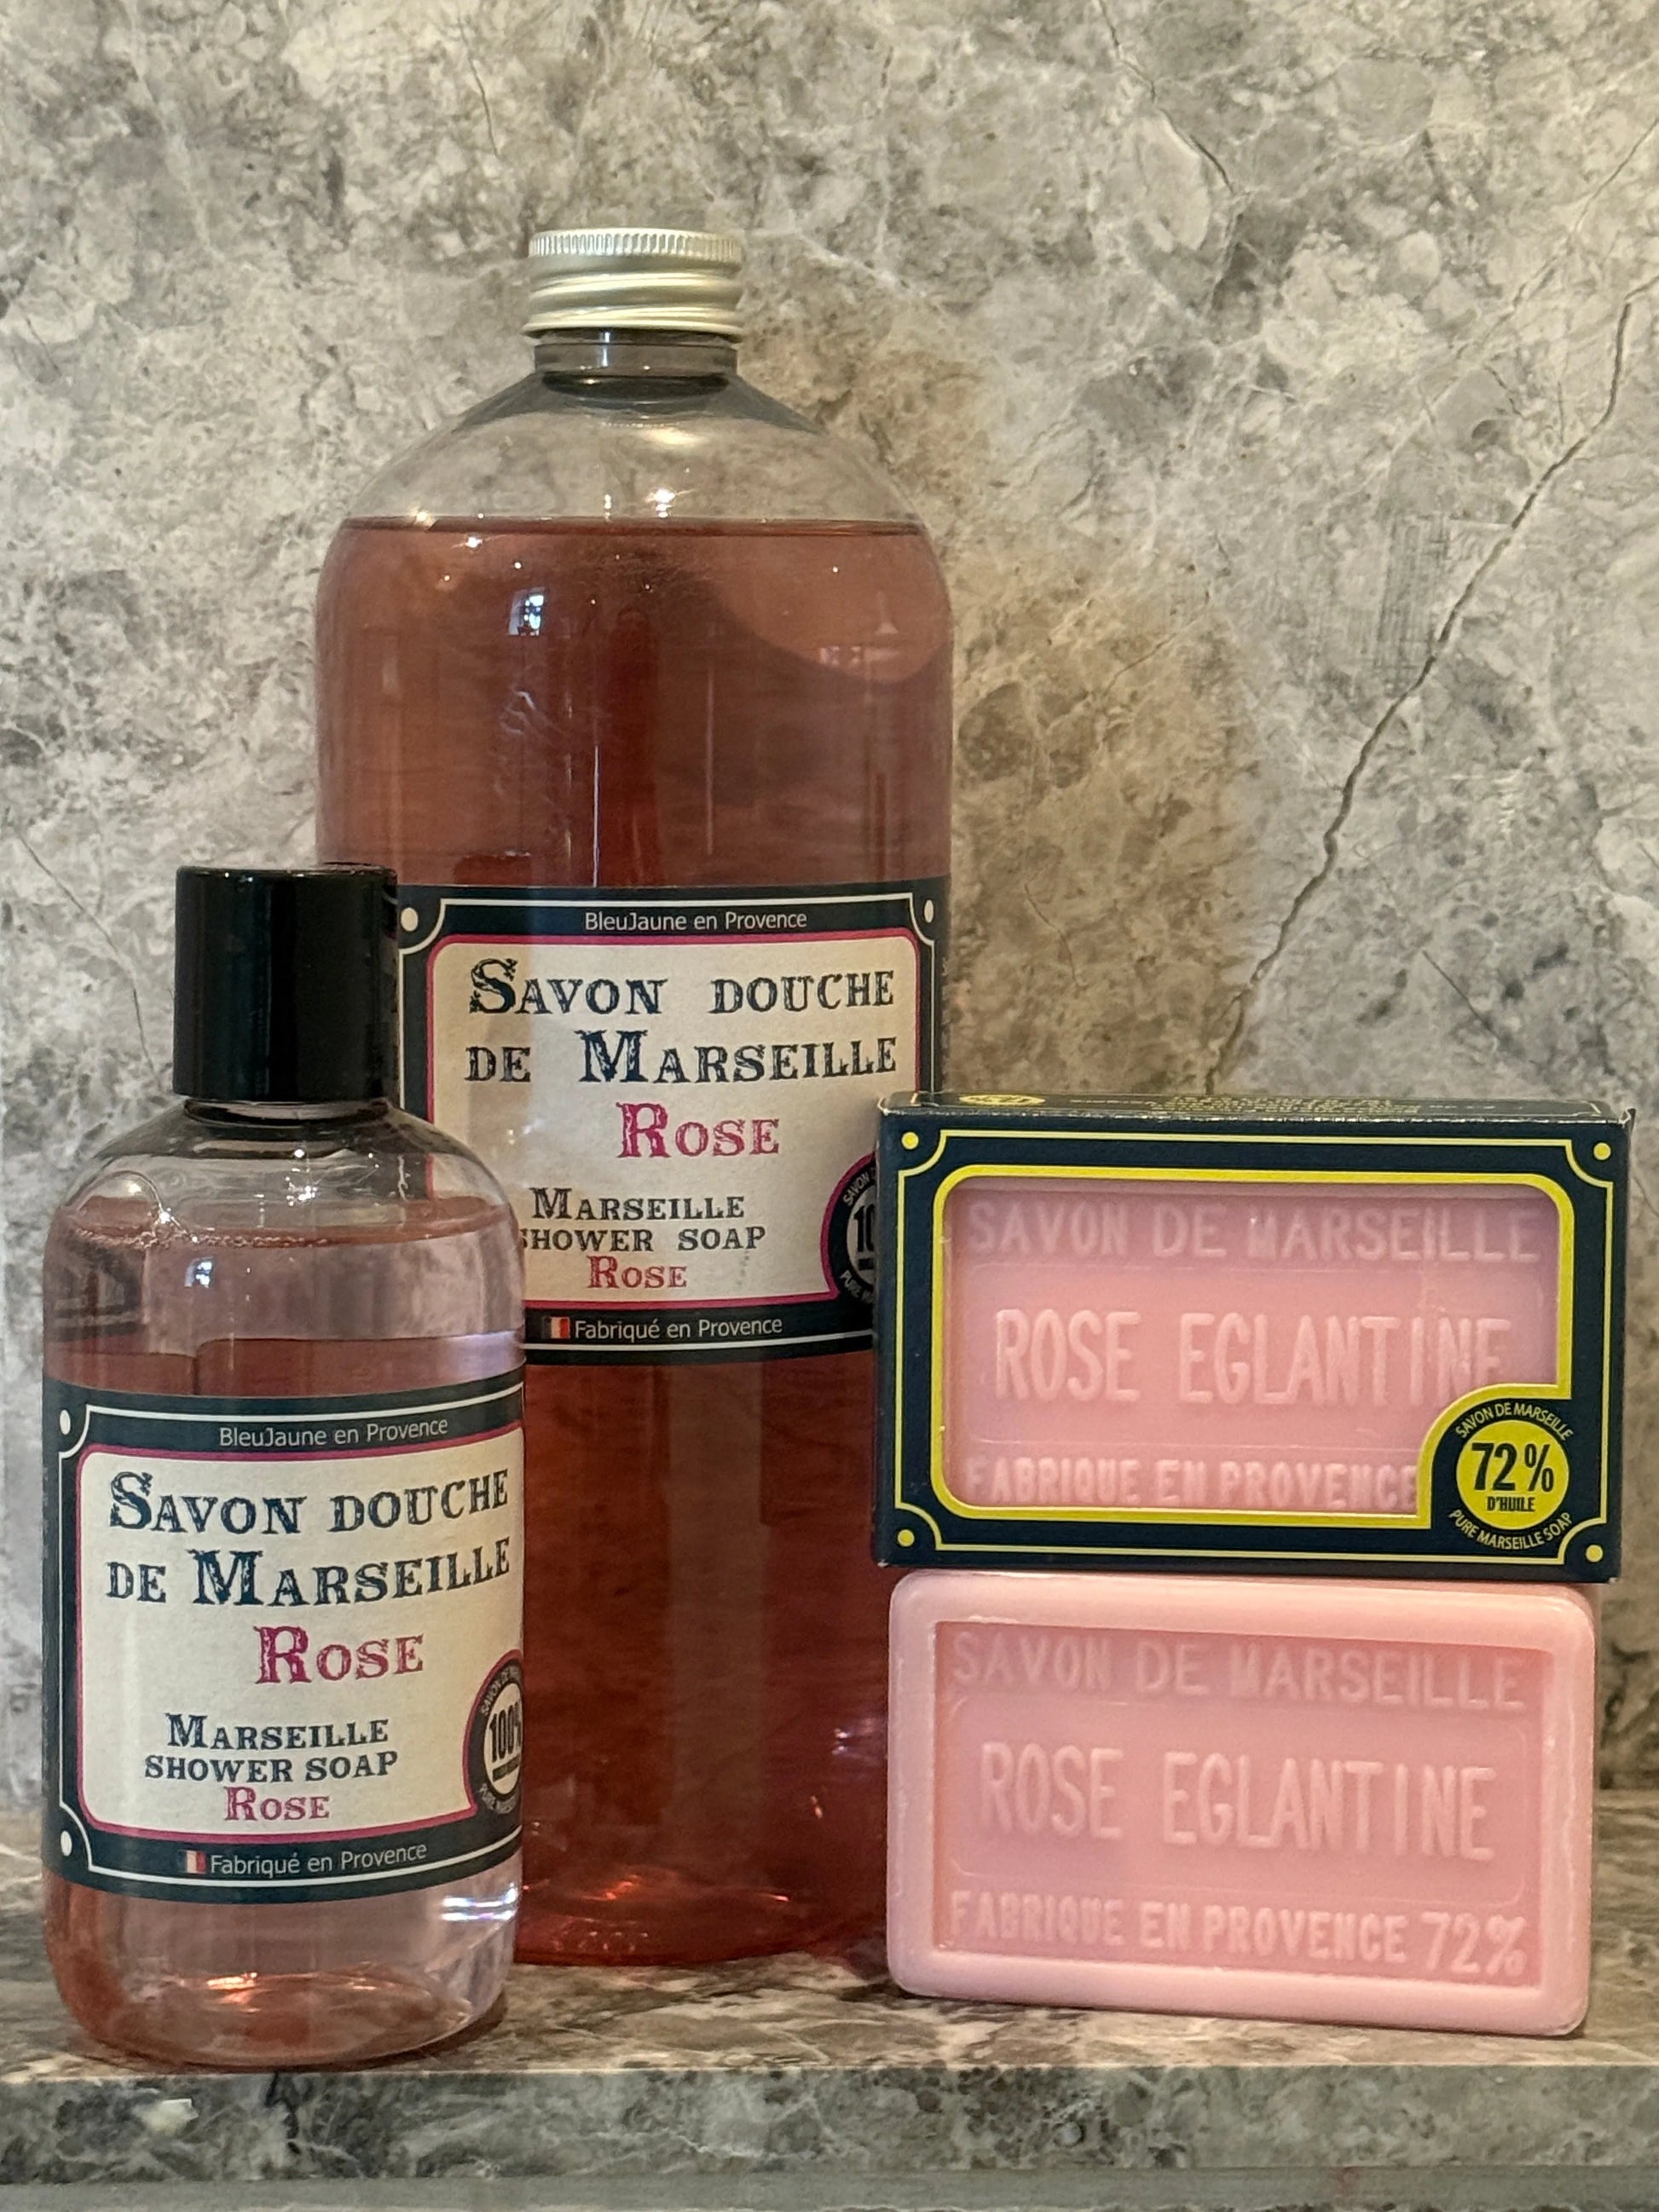 BleuJaune en Provence
SAVON DOUCHE
DE MARSEILLE
ROSE
MARSEILLE
SHOWER SOAP
ROSE
Fabriqué en Provence
BleuJaune en Provence
SAVON DOUCHE
DE MARSEILLE
ROSE
MARSEILLE
SHOWER SOAP
ROSE
100%
Fabriqué en Provence
SAVON DE MARSEILLE
ROSE EGLANTINE
FABRIQUE EN PROVENCE
SAVON DE MARSEILLE
72%
D'HUILE
PURE MARSEILLE SOAP
SAVON DE MARSEILLE
ROSE EGLANTINE
FABRIQUE EN PROVENCE 72%